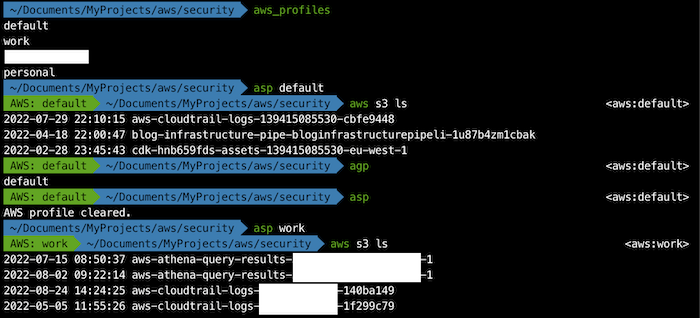 ~/Documents/MyProjects/aws/security aws_profiles
default
work
personal
~/Documents/MyProjects/aws/security asp default
AWS: default ~/Documents/MyProjects/aws/security aws s3 ls <aws:default>
2022-07-29 22:10:15 aws-cloudtrail-logs-139415085530-cbfe9448
2022-04-18 22:00:47 blog-infrastructure-pipe-bloginfrastructurepipeli-1u87b4zm1cbak
2022-02-28 23:45:43 cdk-hnb659fds-assets-139415085530-eu-west-1
AWS: default ~/Documents/MyProjects/aws/security agp <aws:default>
default
AWS: default ~/Documents/MyProjects/aws/security asp <aws:default>
AWS profile cleared.
~/Documents/MyProjects/aws/security asp work
AWS: work ~/Documents/MyProjects/aws/security aws s3 ls <aws:work>
2022-07-15 08:50:37 aws-athena-query-results- -1
2022-08-02 09:22:14 aws-athena-query-results- -1
2022-08-24 14:24:25 aws-cloudtrail-logs- -140ba149
2022-05-05 11:55:26 aws-cloudtrail-logs- -1f299c79